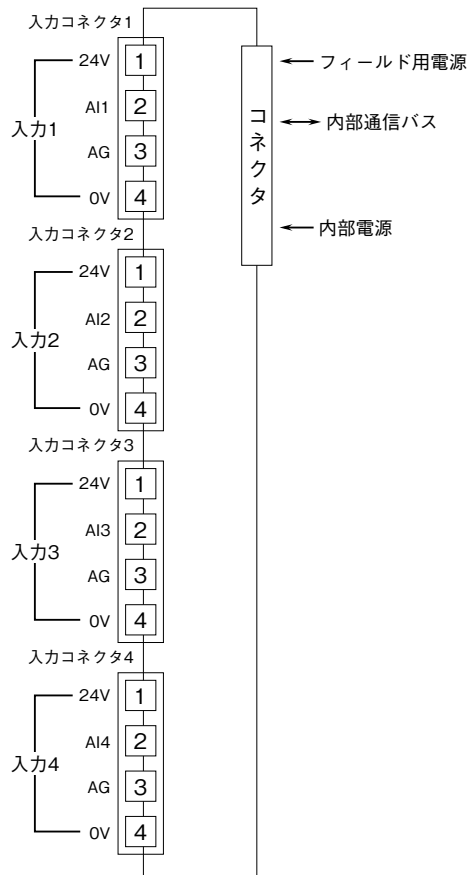 入力コネクタ1
24V 1
AI1 2
入力1
AG 3
0V 4
入力コネクタ2
24V 1
AI2 2
入力2
AG 3
0V 4
入力コネクタ3
24V 1
AI3 2
入力3
AG 3
0V 4
入力コネクタ4
24V 1
AI4 2
入力4
AG 3
0V 4
コネクタ
フィールド用電源
内部通信バス
内部電源